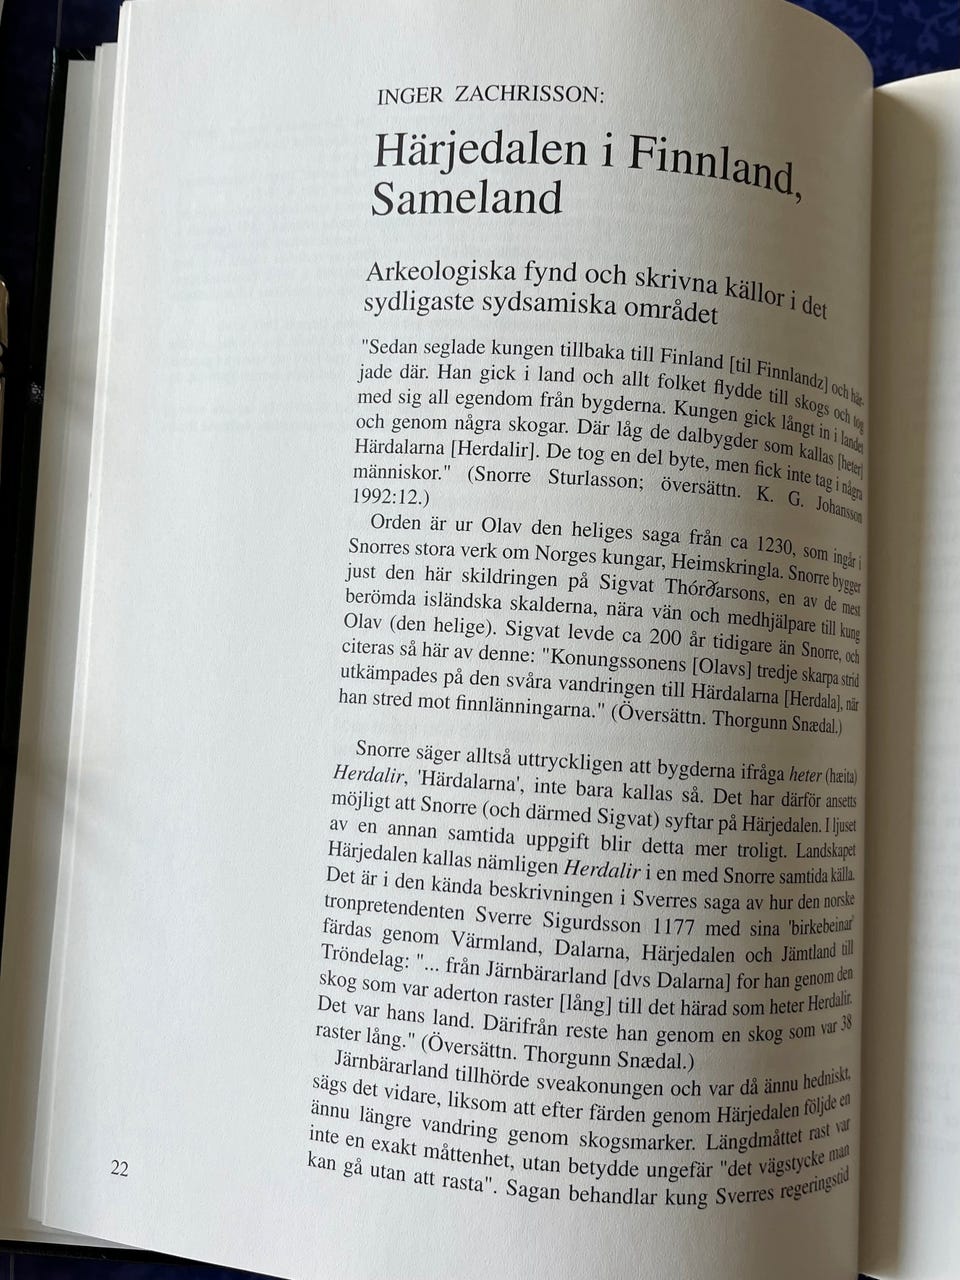 INGER ZACHRISSON:
Härjedalen i Finnland,
Sameland
Arkeologiska fynd och skrivna källor i det
sydligaste sydsamiska området
"Sedan seglade kungen tillbaka till Finland [til Finnlandz] och här-
jade där. Han gick i land och allt folket flydde till skogs och tog
med sig all egendom från bygderna. Kungen gick långt in i landet
och genom några skogar. Där låg de dalbygder som kallas [heter]
Härdalarna [Herdalir]. De tog en del byte, men fick inte tag i några
människor." (Snorre Sturlasson; översättn. K. G. Johansson
1992:12.)
Orden är ur Olav den heliges saga från ca 1230, som ingår i
Snorres stora verk om Norges kungar, Heimskringla. Snorre bygger
just den här skildringen på Sigvat Thórðarsons, en av de mest
berömda isländska skalderna, nära vän och medhjälpare till kung
Olav (den helige). Sigvat levde ca 200 år tidigare än Snorre, och
citeras så här av denne: "Konungssonens [Olavs] tredje skarpa strid
utkämpades på den svåra vandringen till Härdalarna [Herdala], när
han stred mot finnlänningarna." (Översättn. Thorgunn Snædal.)
Snorre säger alltså uttryckligen att bygderna ifråga heter (hæita)
Herdalir, 'Härdalarna', inte bara kallas så. Det har därför ansetts
möjligt att Snorre (och därmed Sigvat) syftar på Härjedalen. I ljuset
av en annan samtida uppgift blir detta mer troligt. Landskapet
Härjedalen kallas nämligen Herdalir i en med Snorre samtida källa.
Det är i den kända beskrivningen i Sverres saga av hur den norske
tronpretendenten Sverre Sigurdsson 1177 med sina 'birkebeinar'
färdas genom Värmland, Dalarna, Härjedalen och Jämtland till
Tröndelag: "... från Järnbärarland [dvs Dalarna] for han genom den
skog som var aderton raster [lång] till det härad som heter Herdalir.
Det var hans land. Därifrån reste han genom en skog som var 38
raster lång." (Översättn. Thorgunn Snædal.)
Järnbärarland tillhörde sveakonungen och var då ännu hedniskt,
sägs det vidare, liksom att efter färden genom Härjedalen följde en
ännu längre vandring genom skogsmarker. Längdmåttet rast var
inte en exakt måttenhet, utan betydde ungefär "det vägstycke man
kan gå utan att rasta". Sagan behandlar kung Sverres regeringstid
22